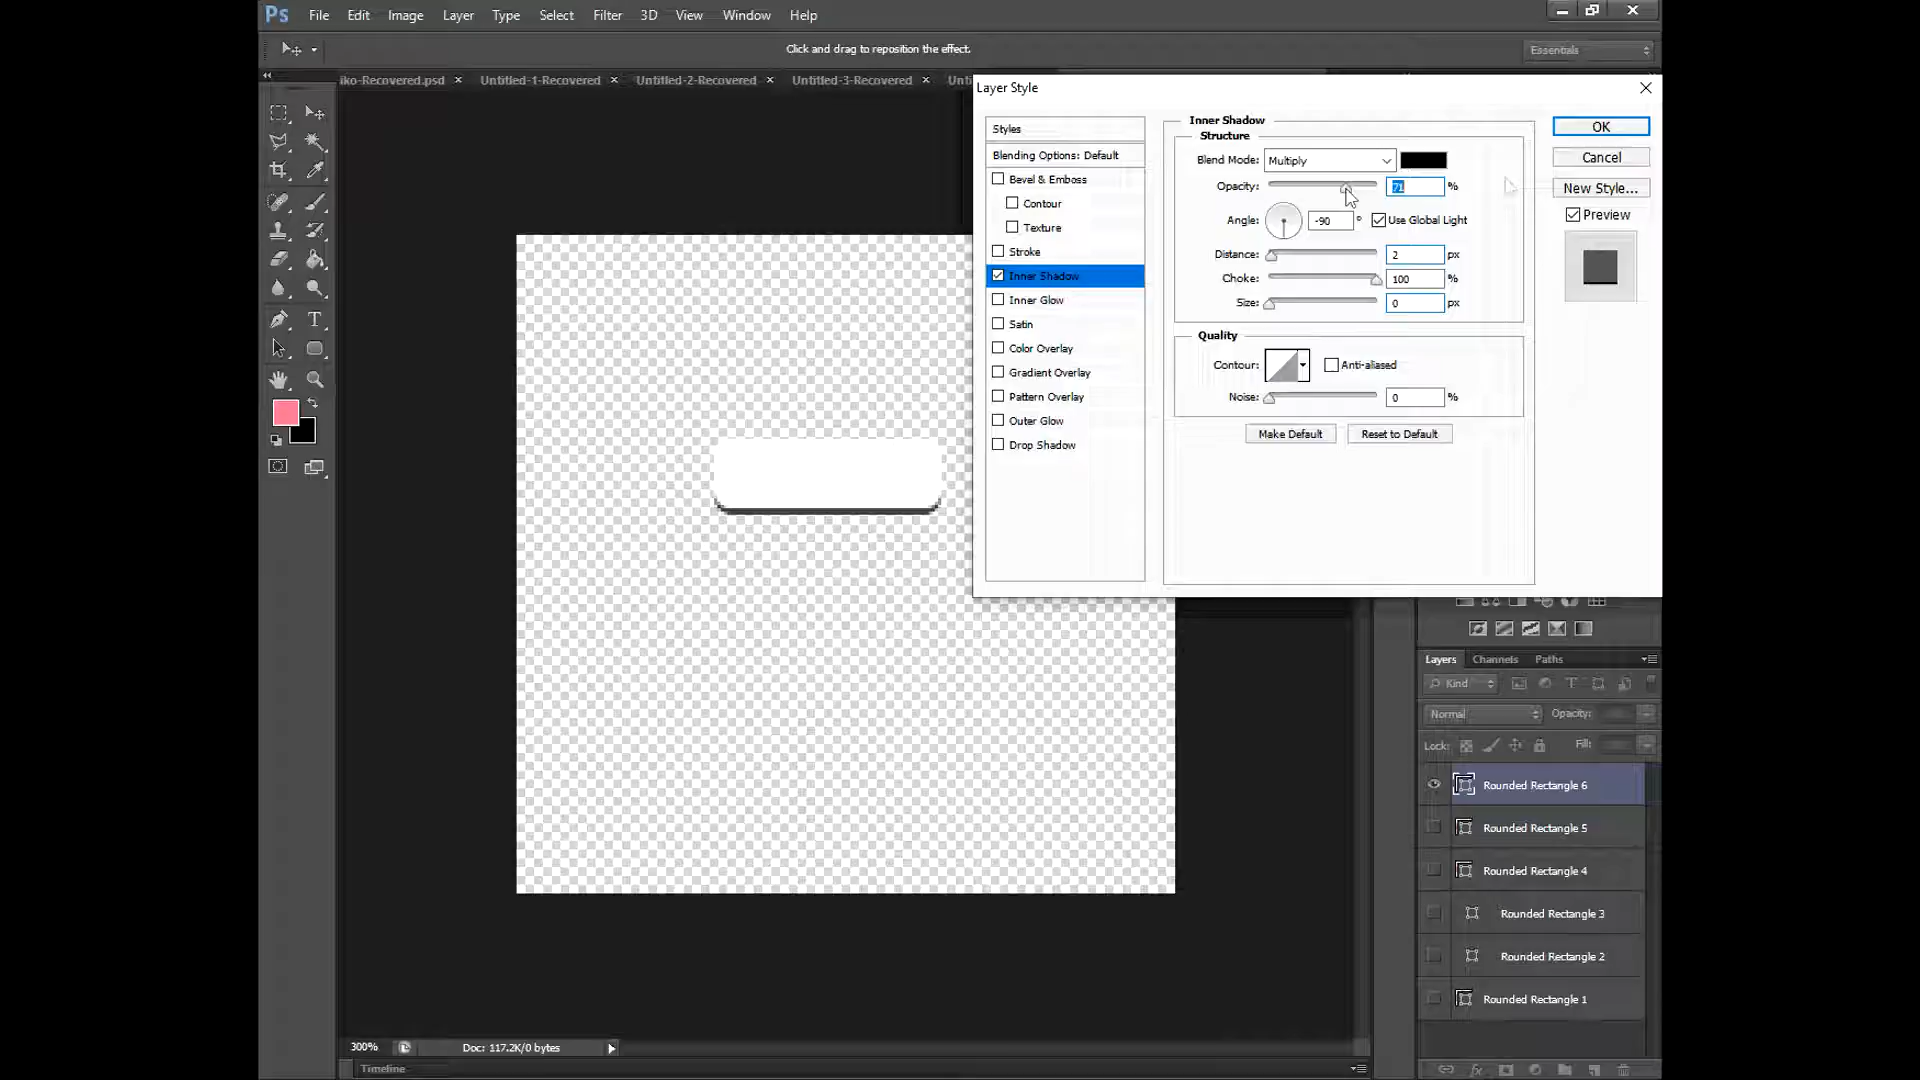 Ps File Edit Image Layer Type Select Filter 3D View Window Help
Click and drag to reposition the effect.
Essentials
iko-Recovered.psd × Untitled-1-Recovered × Untitled-2-Recovered × Untitled-3-Recovered ×
Layer Style
Styles
Blending Options: Default
Bevel & Emboss
Contour
Texture
Stroke
Inner Shadow
Inner Glow
Satin
Color Overlay
Gradient Overlay
Pattern Overlay
Outer Glow
Drop Shadow
Inner Shadow
Structure
Blend Mode: Multiply
Opacity: 71 %
Angle: -90 ° Use Global Light
Distance: 2 px
Choke: 100 %
Size: 0 px
Quality
Contour: Anti-aliased
Noise: 0 %
Make Default Reset to Default
OK
Cancel
New Style...
Preview
Layers Channels Paths
Kind
Normal Opacity:
Lock: Fill:
Rounded Rectangle 6
Rounded Rectangle 5
Rounded Rectangle 4
Rounded Rectangle 3
Rounded Rectangle 2
Rounded Rectangle 1
300% Doc: 117.2K/0 bytes
Timeline